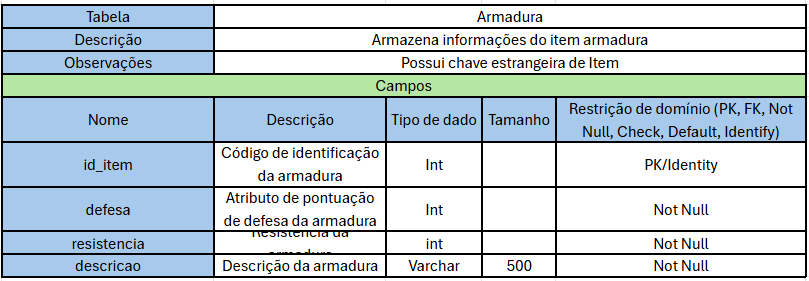 Tabela Armadura
Descrição Armazena informações do item armadura
Observações Possui chave estrangeira de Item
Campos
Nome Descrição Tipo de dado Tamanho Restrição de domínio (PK, FK, Not
Null, Check, Default, Identify)
id_item Código de identificação
da armadura Int PK/Identity
defesa Atributo de pontuação
de defesa da armadura Int Not Null
resistencia Resistencia da
armadura int Not Null
descricao Descrição da armadura Varchar 500 Not Null